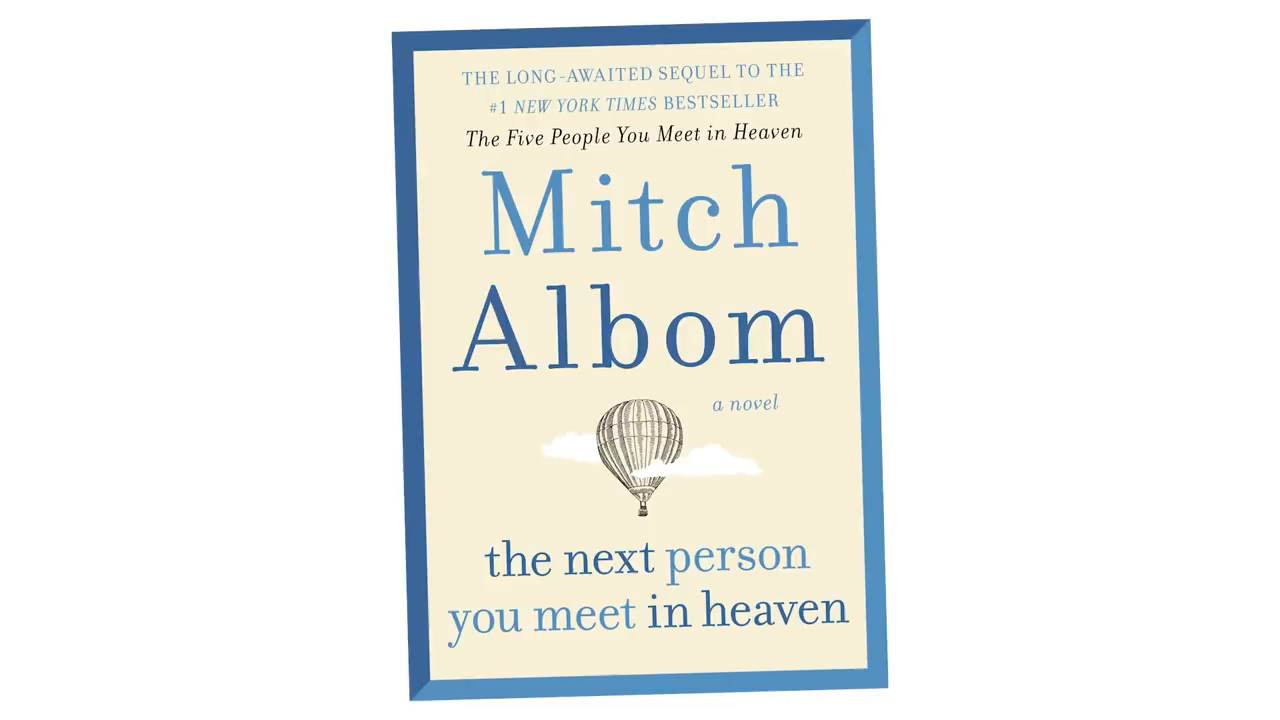 THE LONG-AWAITED SEQUEL TO THE
#1 NEW YORK TIMES BESTSELLER
The Five People You Meet in Heaven
Mitch
Albom
a novel
the next person
you meet in heaven